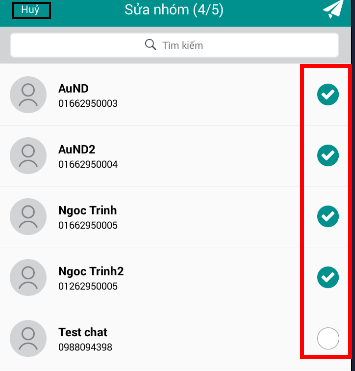 Huỷ
Sửa nhóm (4/5)
Tìm kiếm
AuND
01662950003
AuND2
01662950004
Ngoc Trinh
01662950005
Ngoc Trinh2
01262950005
Test chat
0988094398